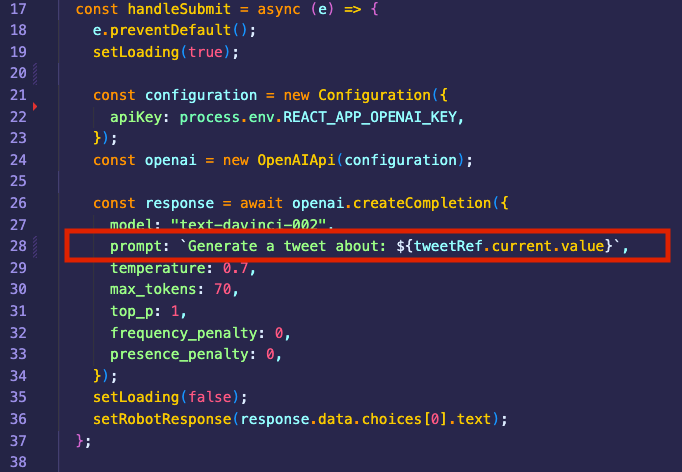 17 const handleSubmit = async (e) => {
18 e.preventDefault();
19 setLoading(true);
20
21 const configuration = new Configuration({
22 apiKey: process.env.REACT_APP_OPENAI_KEY,
23 });
24 const openai = new OpenAIApi(configuration);
25
26 const response = await openai.createCompletion({
27 model: "text-davinci-002",
28 prompt: `Generate a tweet about: ${tweetRef.current.value}`,
29 temperature: 0.7,
30 max_tokens: 70,
31 top_p: 1,
32 frequency_penalty: 0,
33 presence_penalty: 0,
34 });
35 setLoading(false);
36 setRobotResponse(response.data.choices[0].text);
37 };
38